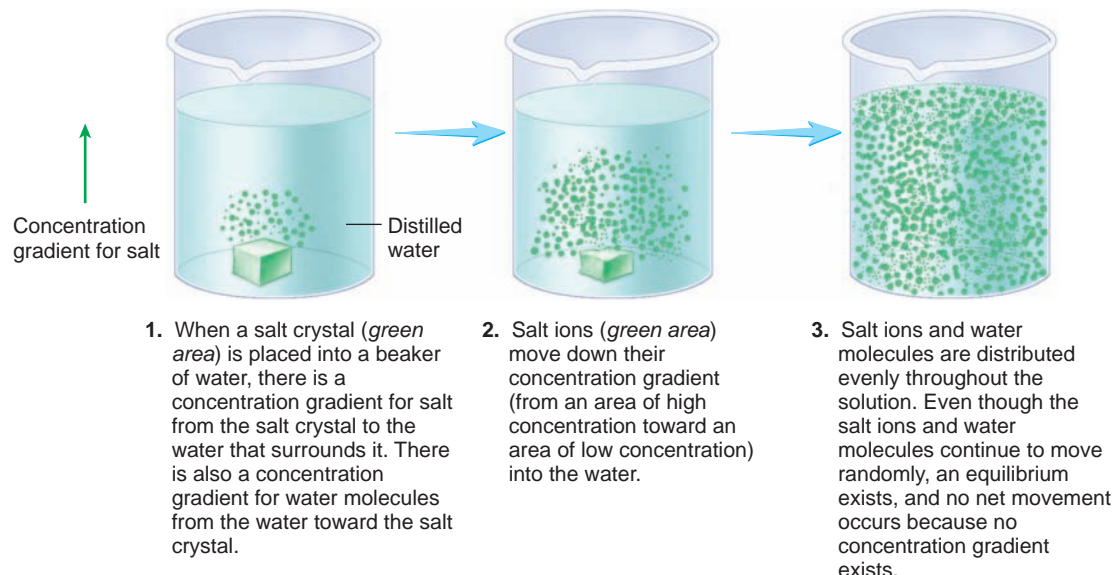 Concentration
gradient for salt
Distilled
water
1. When a salt crystal (green
area) is placed into a beaker
of water, there is a
concentration gradient for salt
from the salt crystal to the
water that surrounds it. There
is also a concentration
gradient for water molecules
from the water toward the salt
crystal.
2. Salt ions (green area)
move down their
concentration gradient
(from an area of high
concentration toward an
area of low concentration)
into the water.
3. Salt ions and water
molecules are distributed
evenly throughout the
solution. Even though the
salt ions and water
molecules continue to move
randomly, an equilibrium
exists, and no net movement
occurs because no
concentration gradient
exists.